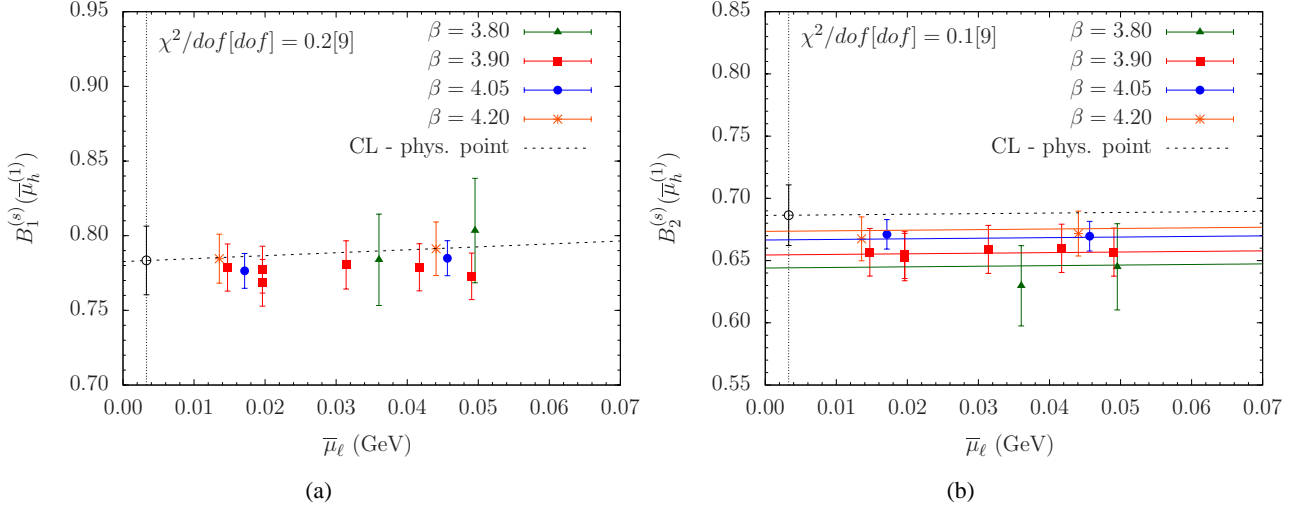 0.95
0.90
0.85
0.80
0.75
0.70
0.00 0.01 0.02 0.03 0.04 0.05 0.06 0.07
B₁⁽ˢ⁾(μ̅ₕ⁽¹⁾)
μ̅_ℓ (GeV)
χ²/dof[dof] = 0.2[9]
β = 3.80
β = 3.90
β = 4.05
β = 4.20
CL - phys. point
(a)
0.85
0.80
0.75
0.70
0.65
0.60
0.55
0.00 0.01 0.02 0.03 0.04 0.05 0.06 0.07
B₂⁽ˢ⁾(μ̅ₕ⁽¹⁾)
μ̅_ℓ (GeV)
χ²/dof[dof] = 0.1[9]
β = 3.80
β = 3.90
β = 4.05
β = 4.20
CL - phys. point
(b)